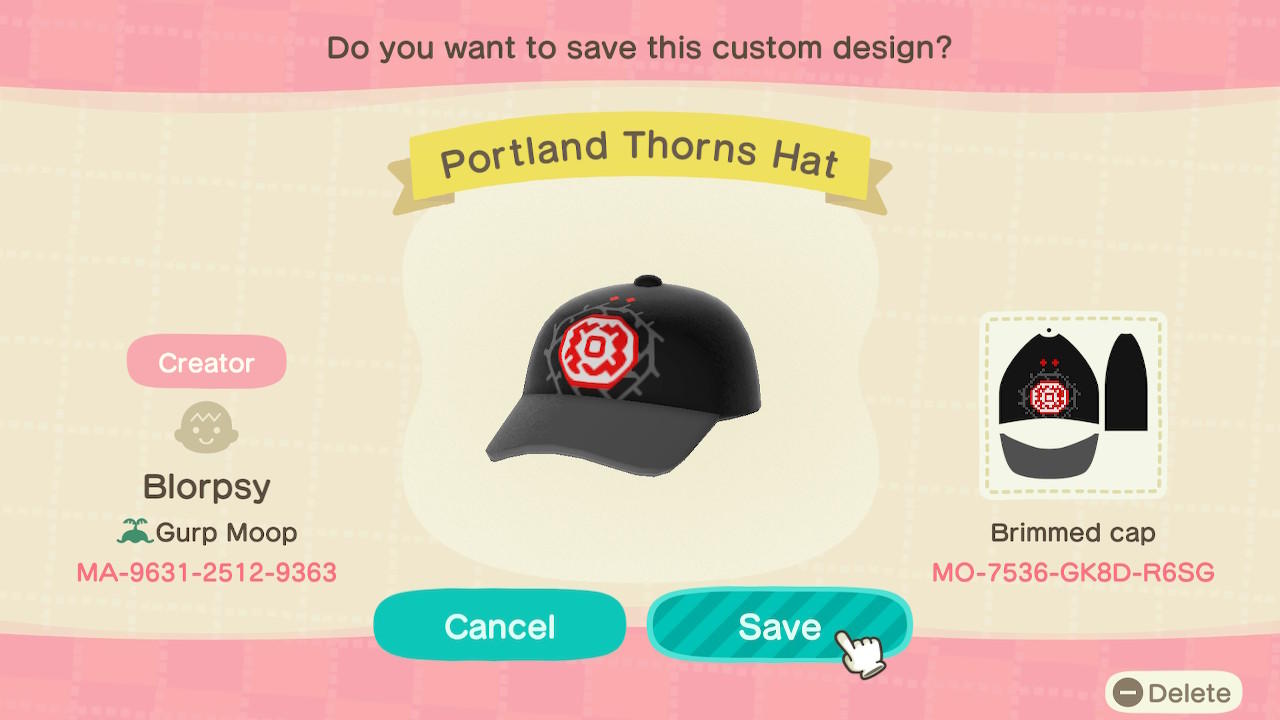 Do you want to save this custom design?
Portland Thorns Hat
Creator
Blorpsy
Gurp Moop
MA-9631-2512-9363
Brimmed cap
MO-7536-GK8D-R6SG
Cancel
Save
Delete